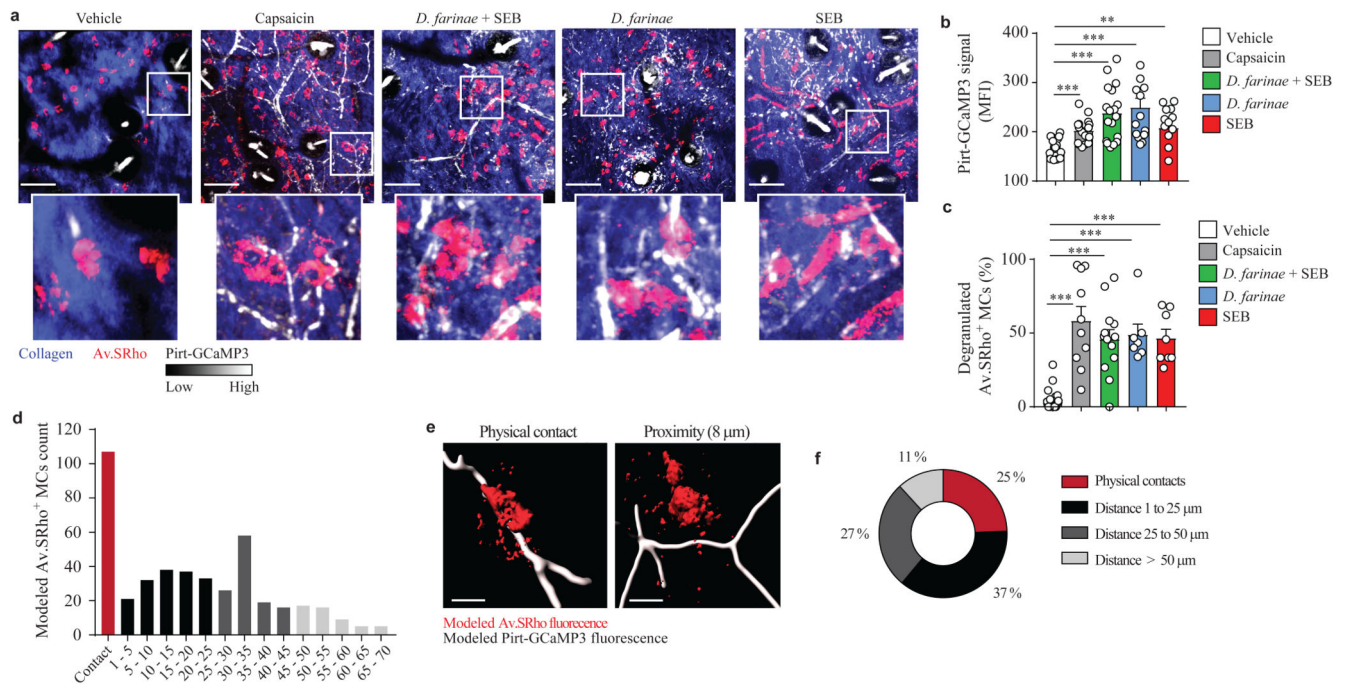 a
Vehicle
Capsaicin
D. farinae + SEB
D. farinae
SEB
Collagen
Av.SRho
Pirt-GCaMP3
Low
High
b
Pirt-GCaMP3 signal
(MFI)
400
300
200
100
**
***
***
***
Vehicle
Capsaicin
D. farinae + SEB
D. farinae
SEB
c
Degranulated
Av.SRho+ MCs (%)
100
50
0
***
***
***
***
Vehicle
Capsaicin
D. farinae + SEB
D. farinae
SEB
d
Modeled Av.SRho+ MCs count
120
100
80
60
40
20
0
Contact
1 - 5
5 - 10
10 - 15
15 - 20
20 - 25
25 - 30
30 - 35
35 - 40
40 - 45
45 - 50
50 - 55
55 - 60
60 - 65
65 - 70
e
Physical contact
Proximity (8 μm)
Modeled Av.SRho fluorecence
Modeled Pirt-GCaMP3 fluorescence
f
11 %
25 %
27 %
37 %
Physical contacts
Distance 1 to 25 μm
Distance 25 to 50 μm
Distance > 50 μm